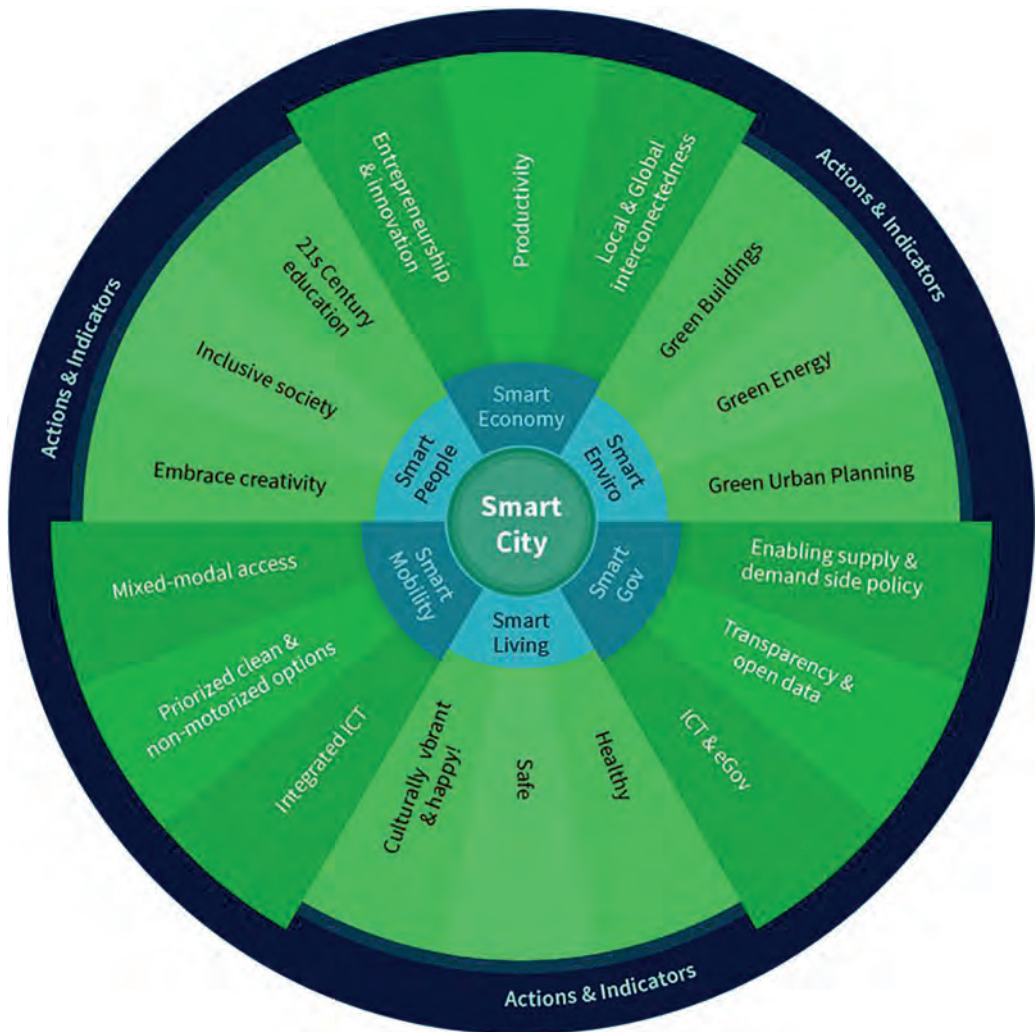 Actions & Indicators
Actions & Indicators
Actions & Indicators
Entrepreneurship
& innovation
Productivity
Local & Global
interconnectedness
Smart
Economy
Green Buildings
Green Energy
Green Urban Planning
Smart
Enviro
Enabling supply &
demand side policy
Transparency &
open data
ICT & eGov
Smart
Gov
Healthy
Safe
Culturally vbrant
& happy!
Smart
Living
Integrated ICT
Priorized clean &
non-motorized options
Mixed-modal access
Smart
Mobility
Embrace creativity
Inclusive society
21s Century
education
Smart
People
Smart
City